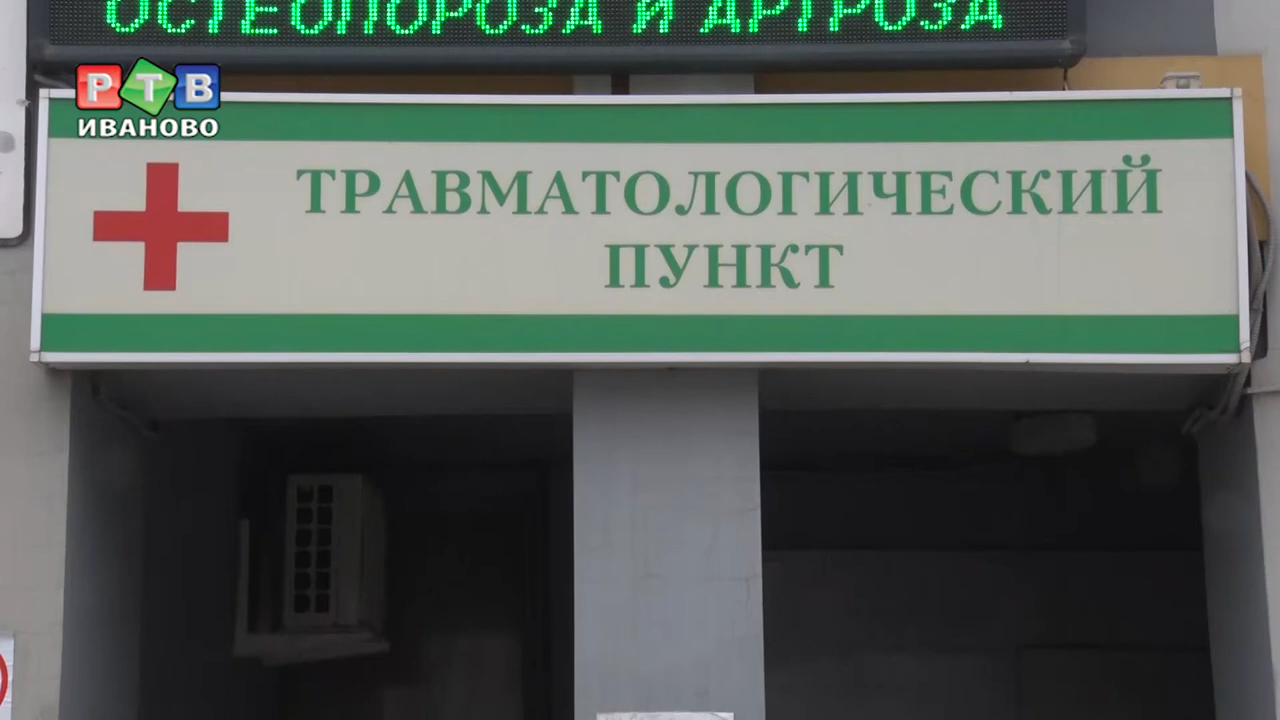 ОСТЕОПОРОЗА И АРТРОЗА
РТВ
ИВАНОВО
ТРАВМАТОЛОГИЧЕСКИЙ
ПУНКТ